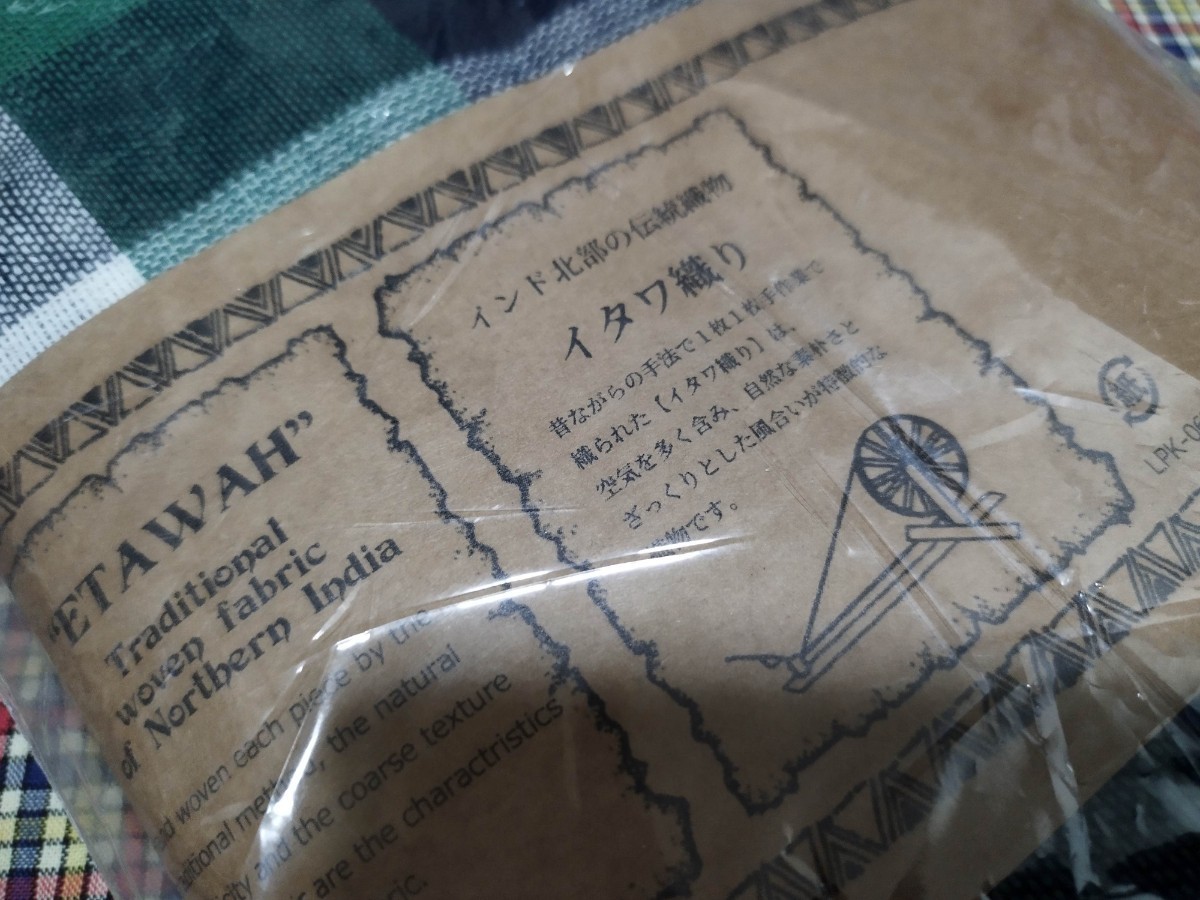 インド北部の伝統織物
イタワ織り
昔ながらの手法で1枚1枚手作業で
織られた【イタワ織り】は、
空気を多く含み、自然な素朴さと
ざっくりとした風合いが特徴的な
織物です。
紙
LPK-06
"ETAWAH"
Traditional
woven fabric
of Northern India
woven each piece by the
the natural
and the coarse texture
are the charactristics